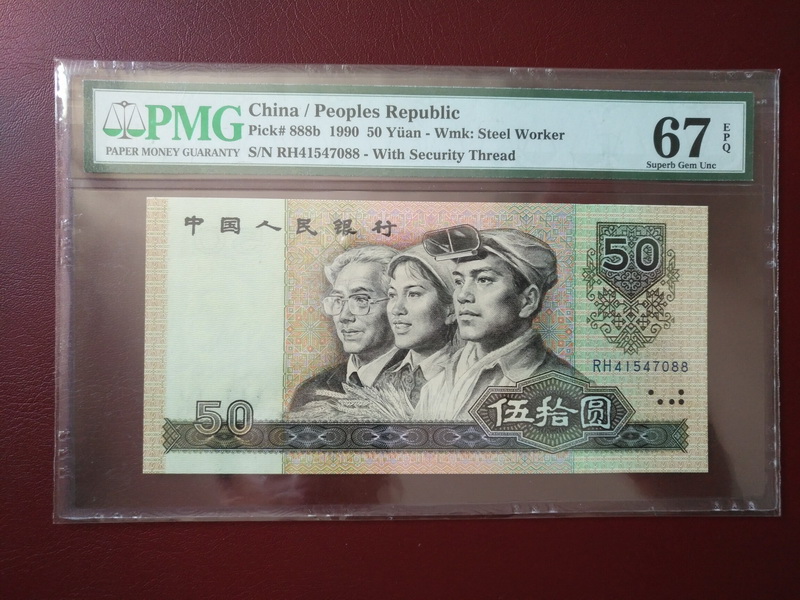 PMG
PAPER MONEY GUARANTY
China / Peoples Republic
Pick# 888b 1990 50 Yüan - Wmk: Steel Worker
S/N RH41547088 - With Security Thread
67
EPQ
Superb Gem Unc
中国人民银行
50
RH41547088
50
伍拾圆